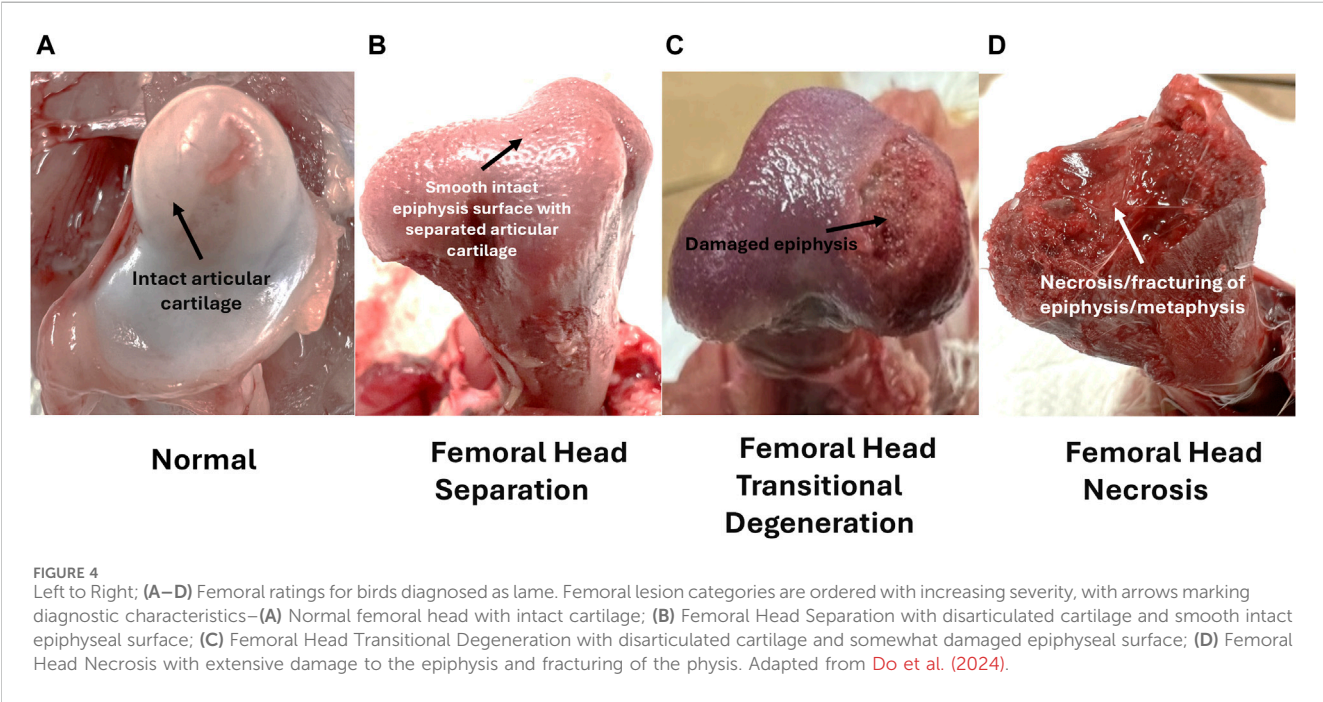 A
B
C
D
Intact articular
cartilage
Smooth intact
epiphysis surface with
separated articular
cartilage
Damaged epiphysis
Necrosis/fracturing of
epiphysis/metaphysis
Normal
Femoral Head
Separation
Femoral Head
Transitional
Degeneration
Femoral Head
Necrosis
FIGURE 4
Left to Right; (A–D) Femoral ratings for birds diagnosed as lame. Femoral lesion categories are ordered with increasing severity, with arrows marking
diagnostic characteristics–(A) Normal femoral head with intact cartilage; (B) Femoral Head Separation with disarticulated cartilage and smooth intact
epiphyseal surface; (C) Femoral Head Transitional Degeneration with disarticulated cartilage and somewhat damaged epiphyseal surface; (D) Femoral
Head Necrosis with extensive damage to the epiphysis and fracturing of the physis. Adapted from Do et al. (2024).